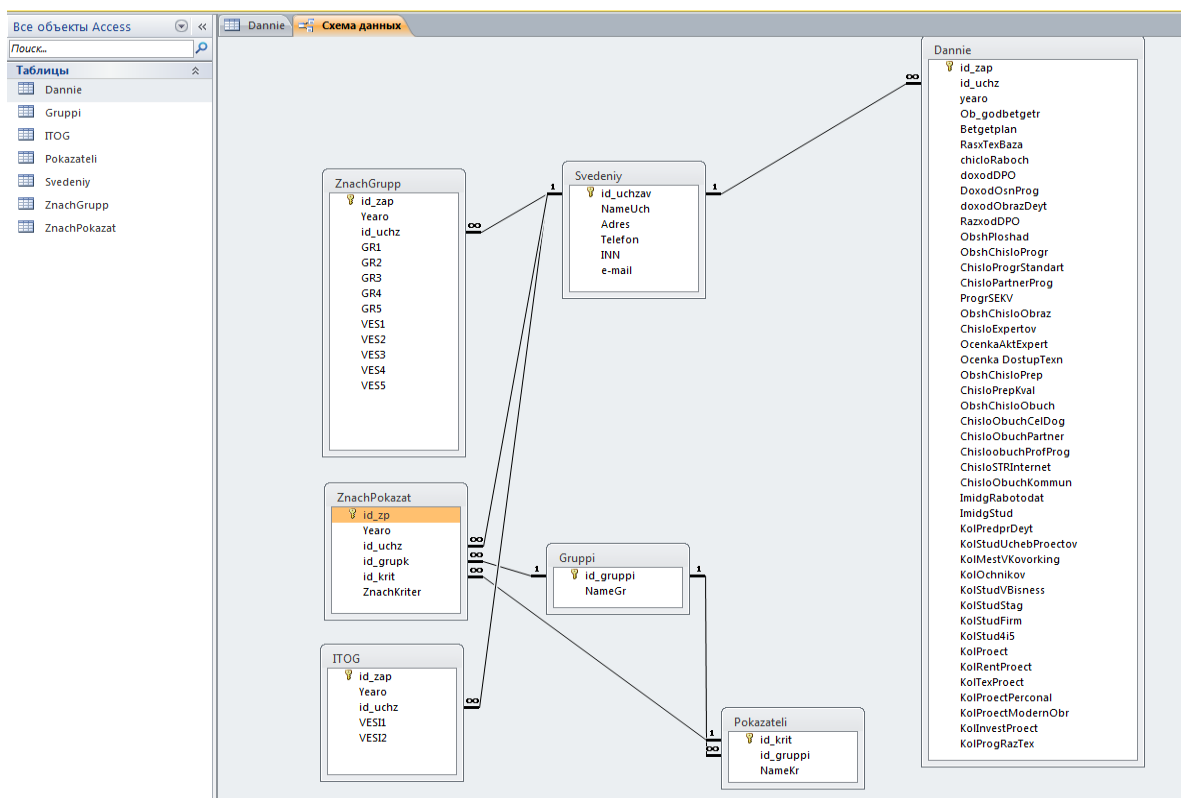 Все объекты Access
Поиск...
Таблицы
Dannie
Gruppi
ITOG
Pokazateli
Svedeniy
ZnachGrupp
ZnachPokazat
Dannie
Схема данных
ZnachGrupp
id_zap
Yearo
id_uchz
GR1
GR2
GR3
GR4
GR5
VES1
VES2
VES3
VES4
VES5
∞
1
Svedeniy
id_uchzav
NameUch
Adres
Telefon
INN
e-mail
1
∞
ZnachPokazat
id_zp
Yearo
id_uchz
id_grupk
id_krit
ZnachKriter
∞
∞
∞
1
Gruppi
id_gruppi
NameGr
1
ITOG
id_zap
Yearo
id_uchz
VESI1
VESI2
∞
1
∞
Pokazateli
id_krit
id_gruppi
NameKr
Dannie
id_zap
id_uchz
yearo
Ob_godbetgetr
Betgetplan
RasxTexBaza
chicloRaboch
doxodDPO
DoxodOsnProg
doxodObrazDeyt
RazxodDPO
ObshPloshad
ObshChisloProgr
ChisloProgrStandart
ChisloPartnerProg
ProgrSEKV
ObshChisloObraz
ChisloExpertov
OcenkaAktExpert
Ocenka DostupTexn
ObshChisloPrep
ChisloPrepKval
ObshChisloObuch
ChisloObuchCelDog
ChisloObuchPartner
ChisloobuchProfProg
ChisloSTRInternet
ChisloObuchKommun
ImidgRabotodat
ImidgStud
KolPredprDeyt
KolStudUchebProectov
KolMestVKovorking
KolOchnikov
KolStudVBisness
KolStudStag
KolStudFirm
KolStud4i5
KolProect
KolRentProect
KolTexProect
KolProectPerconal
KolProectModernObr
KolInvestProect
KolProgRazTex